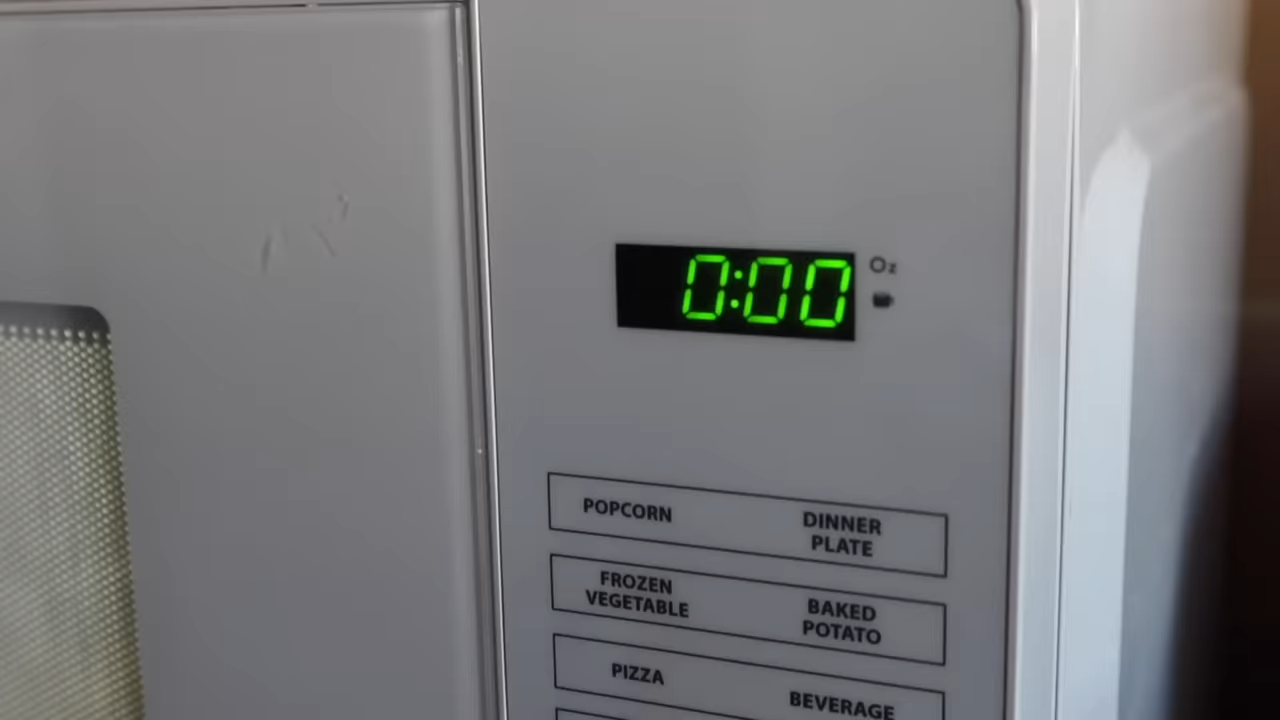 0:00
Oz
POPCORN
DINNER
PLATE
FROZEN
VEGETABLE
BAKED
POTATO
PIZZA
BEVERAGE